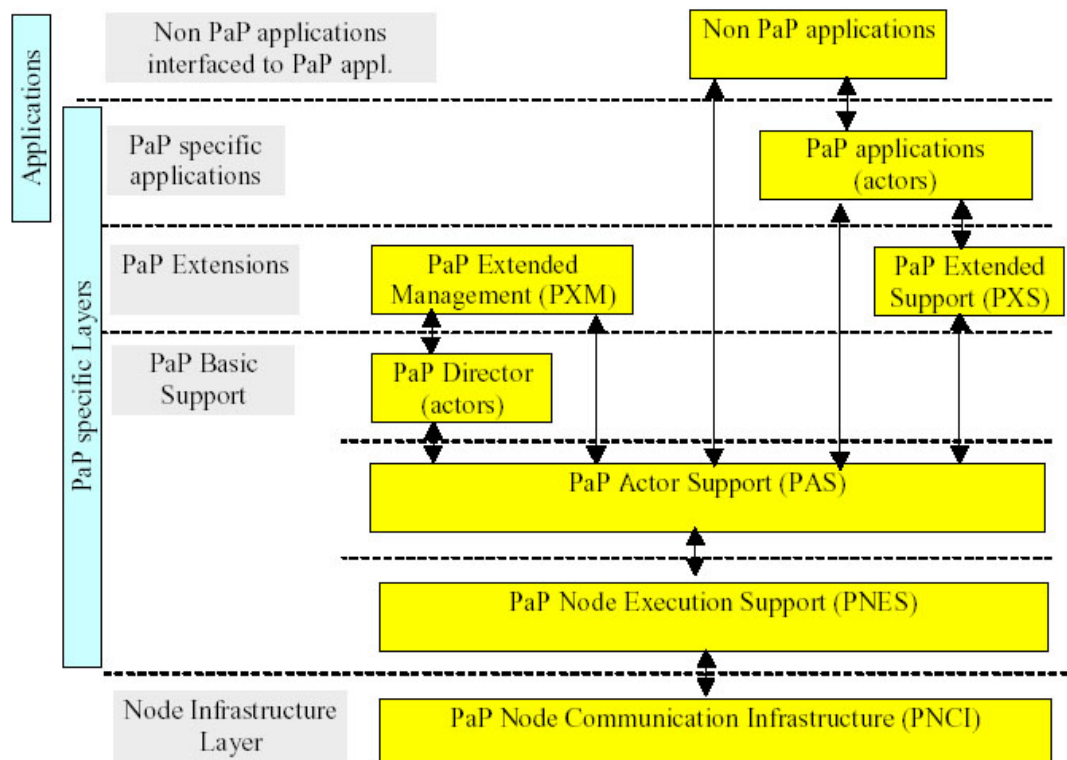 Applications
PaP specific Layers
Non PaP applications
interfaced to PaP appl.
Non PaP applications
PaP specific
applications
PaP applications
(actors)
PaP Extensions
PaP Extended
Management (PXM)
PaP Extended
Support (PXS)
PaP Basic
Support
PaP Director
(actors)
PaP Actor Support (PAS)
PaP Node Execution Support (PNES)
Node Infrastructure
Layer
PaP Node Communication Infrastructure (PNCI)